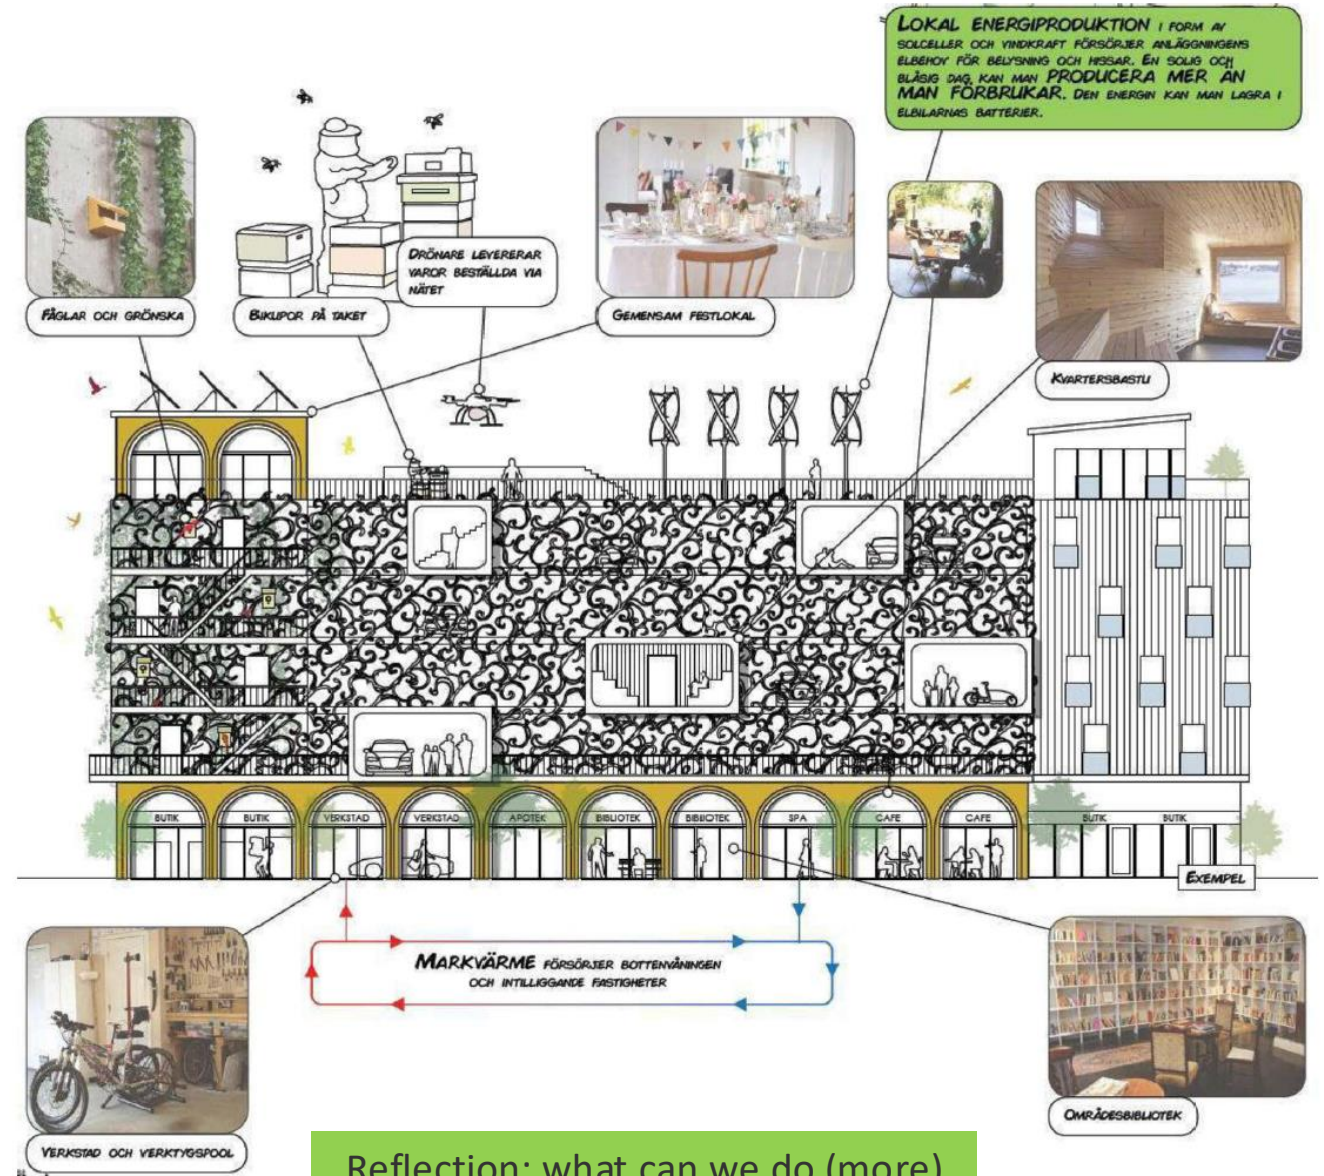 LOKAL ENERGIPRODUKTION I FORM AV
SOLCELLER OCH VINDKRAFT FÖRSÖRJER ANLÄGGNINGENS
ELBEHOV FÖR BELYSNING OCH HISSAR. EN SOLIG OCH
BLÅSIG DAG, KAN MAN PRODUCERA MER ÄN
MAN FÖRBRUKAR. DEN ENERGIN KAN MAN LAGRA I
ELBILARNAS BATTERIER.
DRÖNARE LEVERERAR
VAROR BESTÄLLDA VIA
NÄTET
FÅGLAR OCH GRÖNSKA
BIKUPOR PÅ TAKET
GEMENSAM FESTLOKAL
KVARTERSBASTU
BUTIK
BUTIK
VERKSTAD
VERKSTAD
APOTEK
BIBLIOTEK
BIBLIOTEK
SPA
CAFE
CAFE
BUTIK
BUTIK
EXEMPEL
MARKVÄRME FÖRSÖRJER BOTTENVÅNINGEN
OCH INTILLIGGANDE FASTIGHETER
VERKSTAD OCH VERKTYGSPOOL
OMRÅDESBIBLIOTEK
Reflection: what can we do (more)